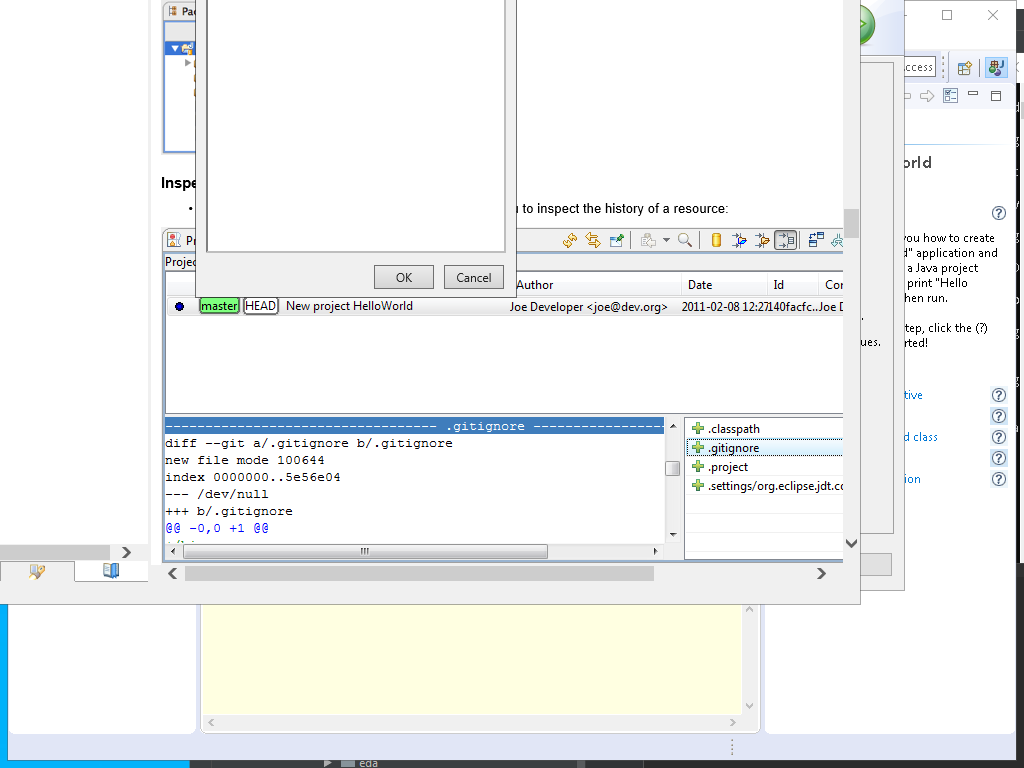 Pac
ccess
Inspe
to inspect the history of a resource:
orld
you how to create
d" application and
a Java project
print "Hello
hen run.
tep, click the (?)
rted!
Projec
OK
Cancel
Author
Date
Id
Cor
master
HEAD
New project HelloWorld
Joe Developer <joe@dev.org>
2011-02-08 12:27
140facfc..
Joe D
ues.
tive
d class
ion
.gitignore
diff --git a/.gitignore b/.gitignore
new file mode 100644
index 0000000..5e56e04
--- /dev/null
+++ b/.gitignore
@@ -0,0 +1 @@
.classpath
.gitignore
.project
.settings/org.eclipse.jdt.co
eda